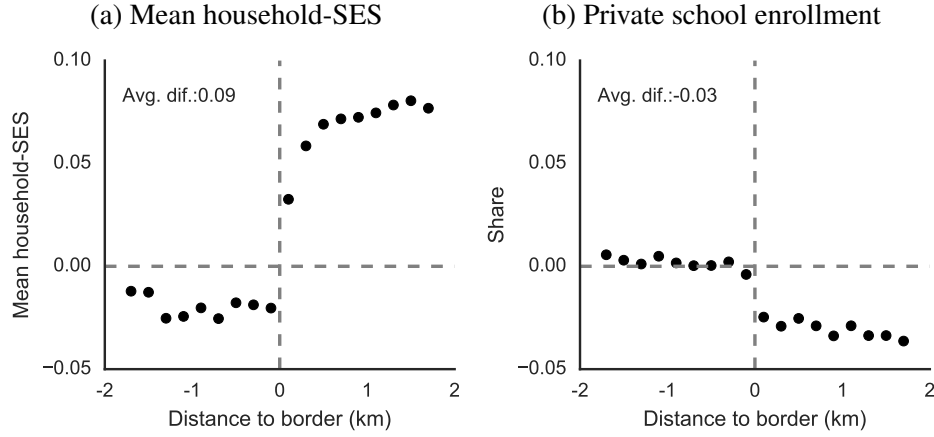 (a) Mean household-SES
0.10
Avg. dif.:0.09
0.05
0.00
−0.05
Mean household-SES
-2
-1
0
1
2
Distance to border (km)
(b) Private school enrollment
0.10
Avg. dif.:-0.03
0.05
0.00
−0.05
Share
-2
-1
0
1
2
Distance to border (km)